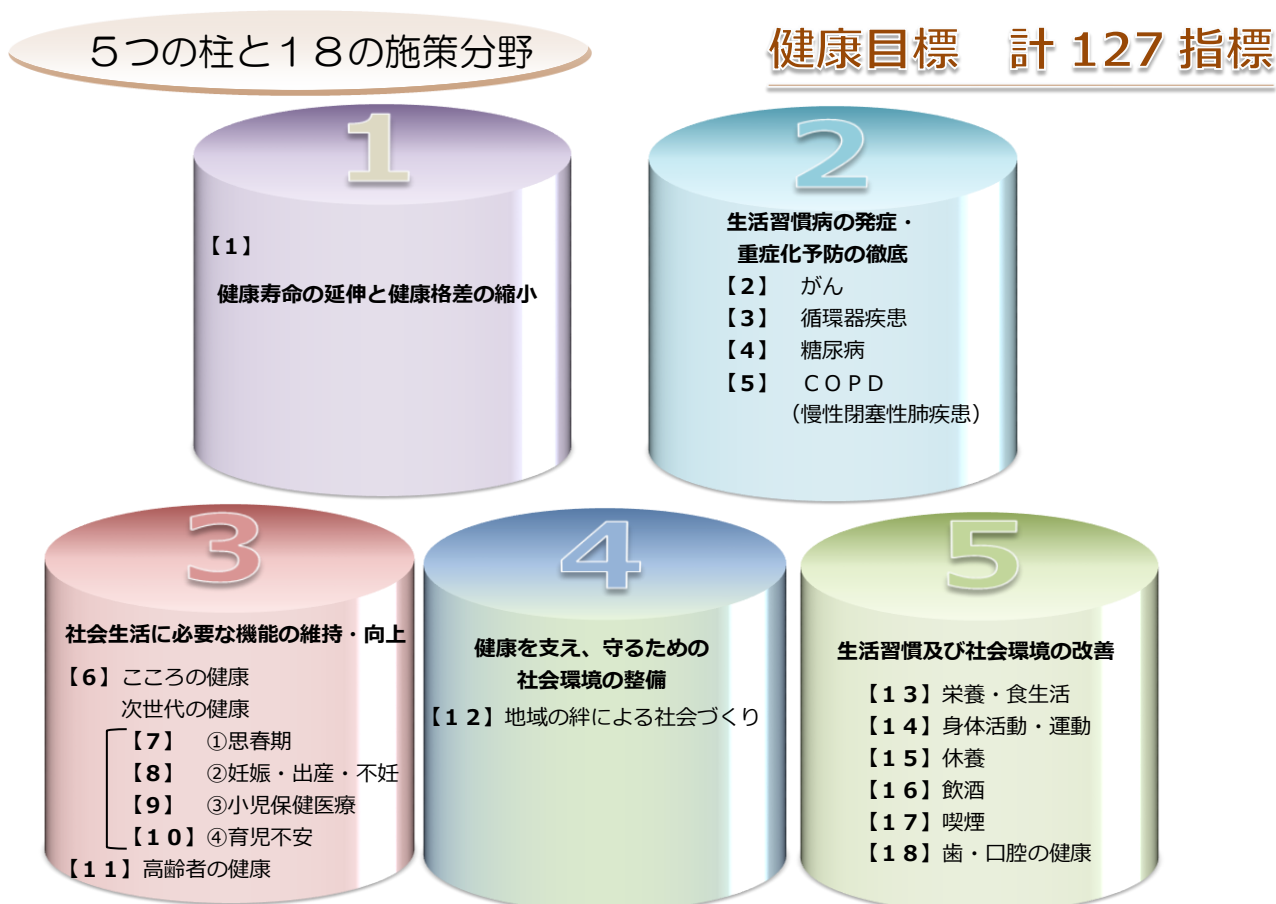 5つの柱と18の施策分野
健康目標　計 127 指標
1
【1】
健康寿命の延伸と健康格差の縮小
2
生活習慣病の発症・
重症化予防の徹底
【2】　がん
【3】　循環器疾患
【4】　糖尿病
【5】　ＣＯＰＤ
（慢性閉塞性肺疾患）
3
社会生活に必要な機能の維持・向上
【6】こころの健康
次世代の健康
【7】　①思春期
【8】　②妊娠・出産・不妊
【9】　③小児保健医療
【10】④育児不安
【11】高齢者の健康
4
健康を支え、守るための
社会環境の整備
【12】地域の絆による社会づくり
5
生活習慣及び社会環境の改善
【13】栄養・食生活
【14】身体活動・運動
【15】休養
【16】飲酒
【17】喫煙
【18】歯・口腔の健康